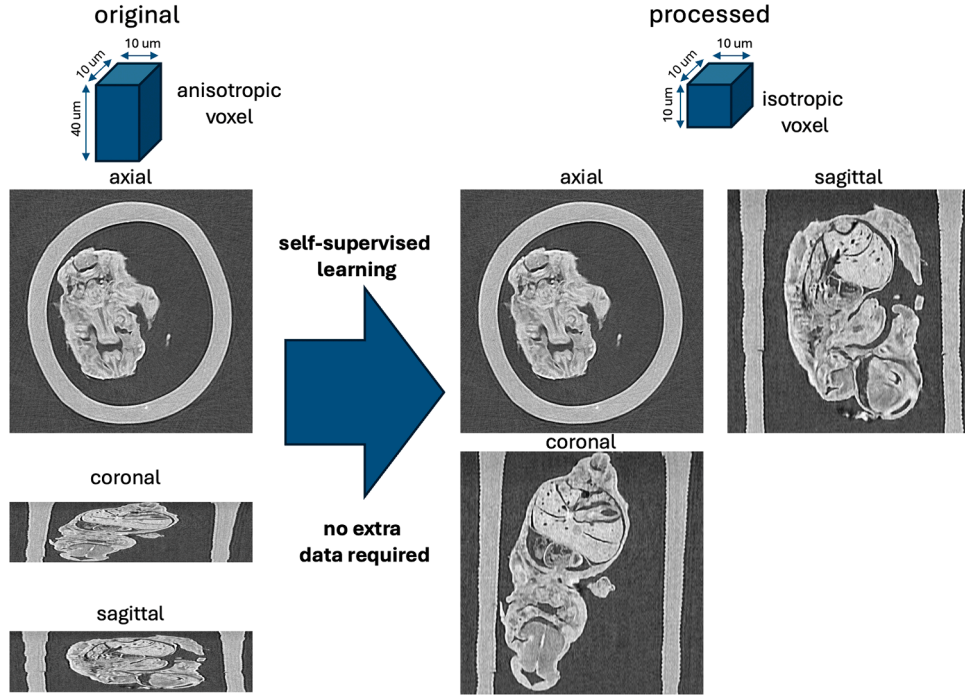 original
10 um
10 um
40 um
anisotropic
voxel
axial
coronal
sagittal
self-supervised
learning
no extra
data required
processed
10 um
10 um
10 um
isotropic
voxel
axial
sagittal
coronal